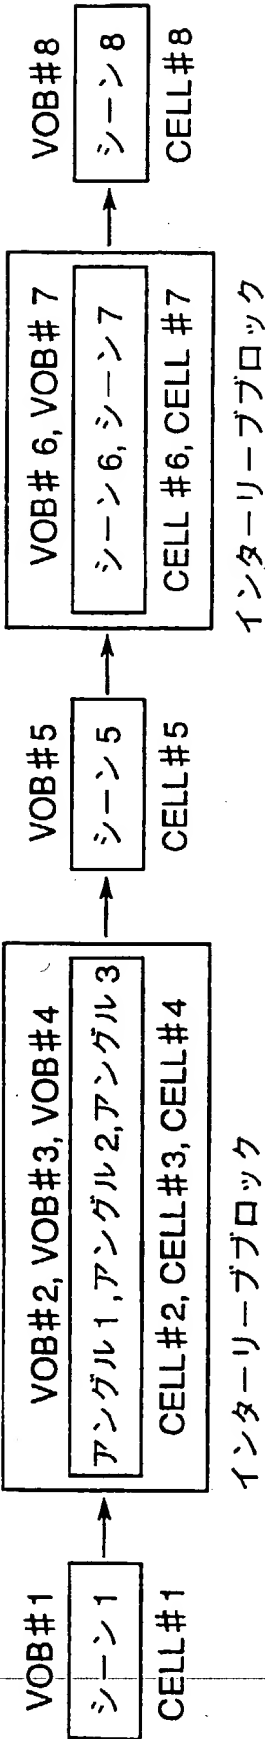 VOB#1
シーン1
CELL#1
VOB#2, VOB#3, VOB#4
アングル1,アングル2,アングル3
CELL#2, CELL#3, CELL#4
インターリーブブロック
VOB#5
シーン5
CELL#5
VOB# 6, VOB# 7
シーン6, シーン7
CELL #6, CELL #7
インターリーブブロック
VOB#8
シーン8
CELL#8